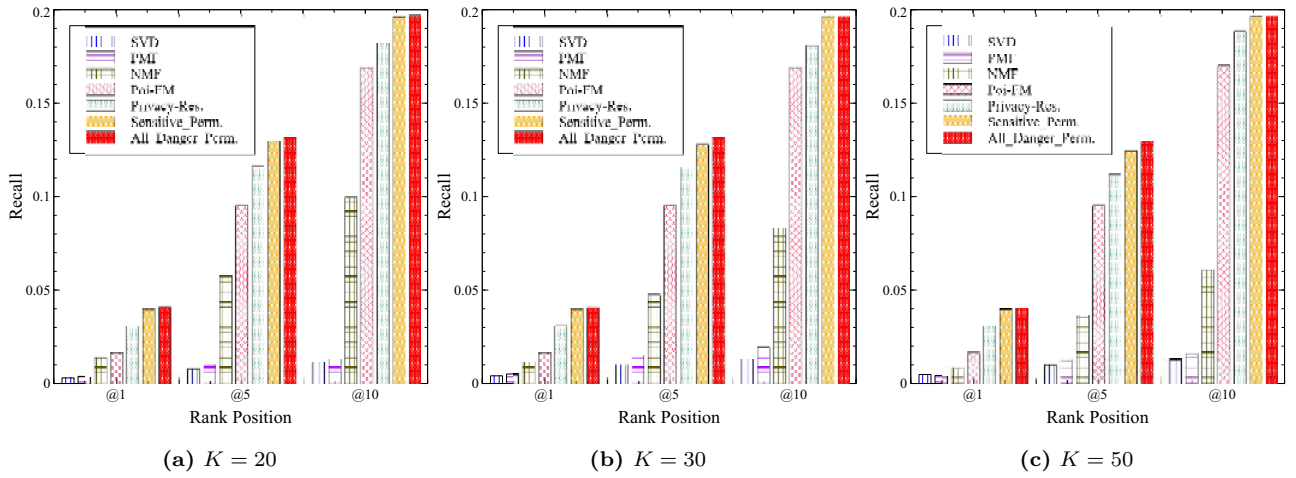 0.2
0.15
0.1
0.05
0
Recall
SVD
PMF
NMF
Poi-FM
Privacy-Res.
Sensitive_Perm.
All_Danger_Perm.
@1 @5 @10
Rank Position
(a) K = 20
0.2
0.15
0.1
0.05
0
Recall
SVD
PMF
NMF
Poi-FM
Privacy-Res.
Sensitive_Perm.
All_Danger_Perm.
@1 @5 @10
Rank Position
(b) K = 30
0.2
0.15
0.1
0.05
0
Recall
SVD
PMF
NMF
Poi-FM
Privacy-Res.
Sensitive_Perm.
All_Danger_Perm.
@1 @5 @10
Rank Position
(c) K = 50